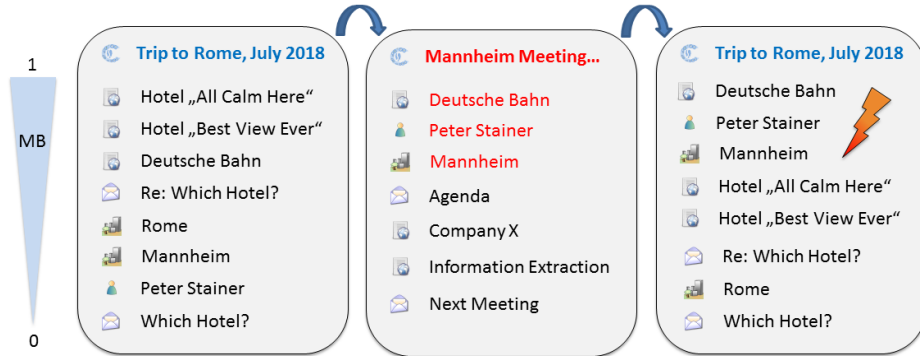 1
MB
0
Trip to Rome, July 2018
Hotel „All Calm Here“
Hotel „Best View Ever“
Deutsche Bahn
Re: Which Hotel?
Rome
Mannheim
Peter Stainer
Which Hotel?
Mannheim Meeting...
Deutsche Bahn
Peter Stainer
Mannheim
Agenda
Company X
Information Extraction
Next Meeting
Trip to Rome, July 2018
Deutsche Bahn
Peter Stainer
Mannheim
Hotel „All Calm Here“
Hotel „Best View Ever“
Re: Which Hotel?
Rome
Which Hotel?